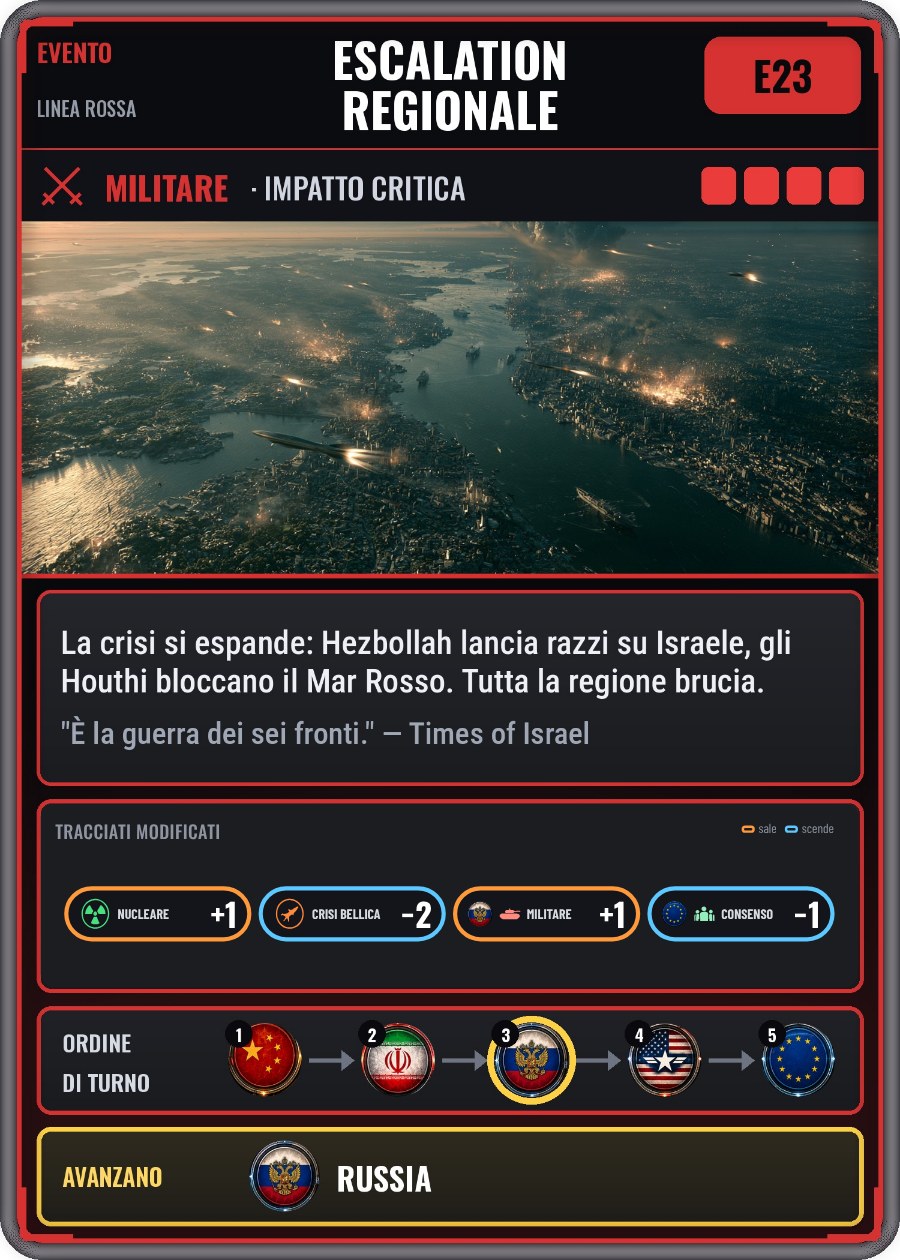 EVENTO
LINEA ROSSA
ESCALATION
REGIONALE
E23
MILITARE · IMPATTO CRITICA
La crisi si espande: Hezbollah lancia razzi su Israele, gli
Houthi bloccano il Mar Rosso. Tutta la regione brucia.
"È la guerra dei sei fronti." — Times of Israel
TRACCIATI MODIFICATI
sale scende
NUCLEARE +1
CRISI BELLICA -2
MILITARE +1
CONSENSO -1
ORDINE
DI TURNO
1 2 3 4 5
AVANZANO RUSSIA